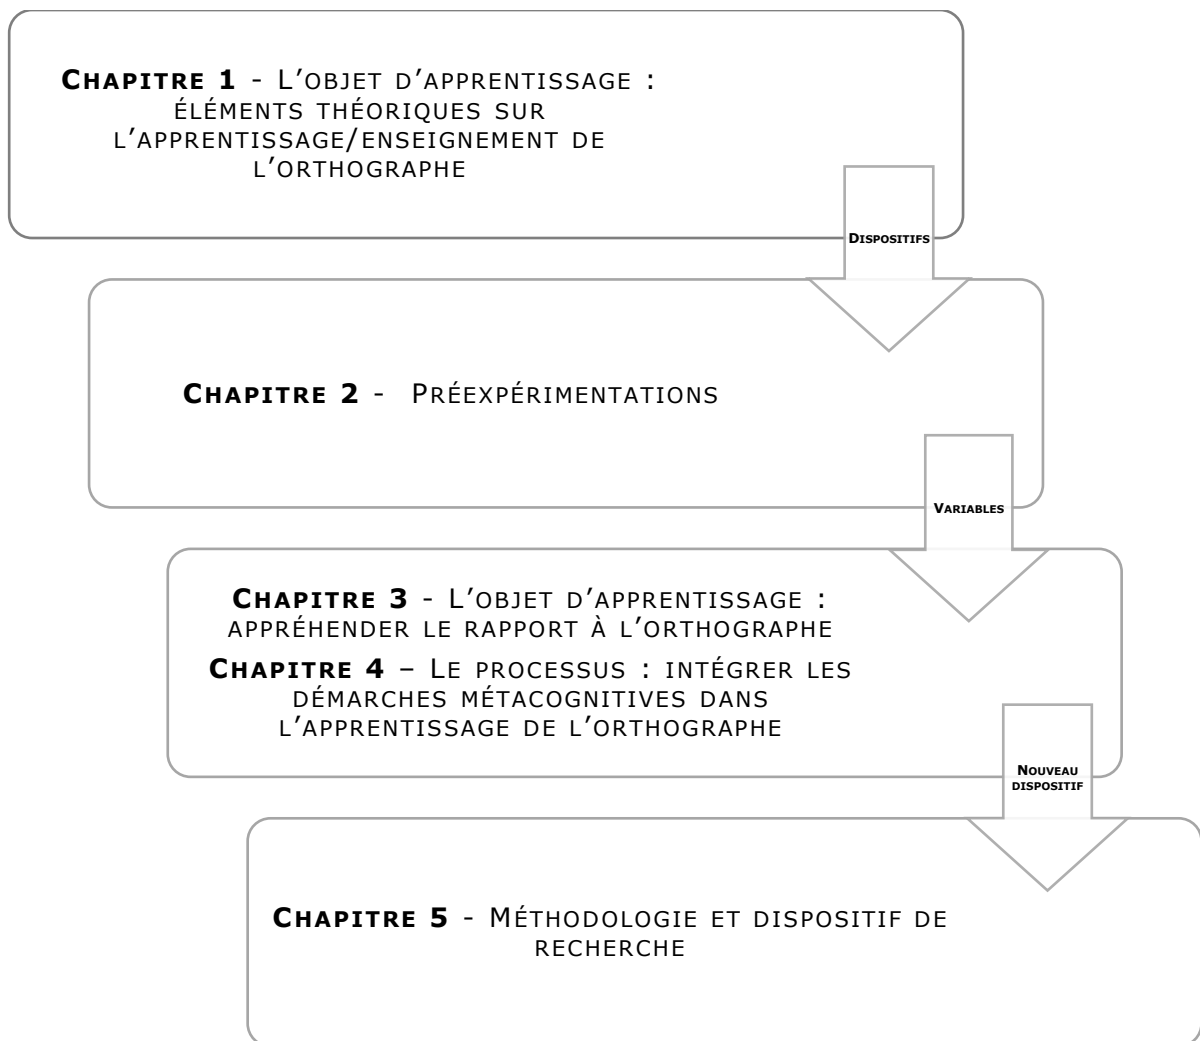 CHAPITRE 1 - L'OBJET D'APPRENTISSAGE :
ÉLÉMENTS THÉORIQUES SUR
L'APPRENTISSAGE/ENSEIGNEMENT DE
L'ORTHOGRAPHE
DISPOSITIFS
CHAPITRE 2 - PRÉEXPÉRIMENTATIONS
VARIABLES
CHAPITRE 3 - L'OBJET D'APPRENTISSAGE :
APPRÉHENDER LE RAPPORT À L'ORTHOGRAPHE
CHAPITRE 4 – LE PROCESSUS : INTÉGRER LES
DÉMARCHES MÉTACOGNITIVES DANS
L'APPRENTISSAGE DE L'ORTHOGRAPHE
NOUVEAU
DISPOSITIF
CHAPITRE 5 - MÉTHODOLOGIE ET DISPOSITIF DE
RECHERCHE